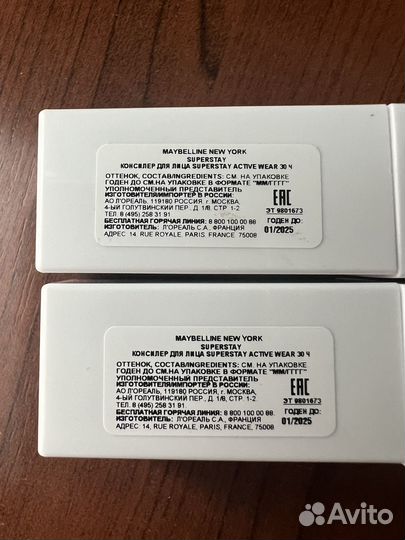 MAYBELLINE NEW YORK
SUPERSTAY
КОНСИЛЕР ДЛЯ ЛИЦА SUPERSTAY ACTIVE WEAR 30 Ч
ОТТЕНОК, СОСТАВ/INGREDIENTS: СМ. НА УПАКОВКЕ
ГОДЕН ДО СМ.НА УПАКОВКЕ В ФОРМАТЕ "ММ/ГГГГ"
УПОЛНОМОЧЕННЫЙ ПРЕДСТАВИТЕЛЬ
ИЗГОТОВИТЕЛЯ/ИМПОРТЕР В РОССИИ:
АО Л'ОРЕАЛЬ, 119180 РОССИЯ, г. МОСКВА,
4-ЫЙ ГОЛУТВИНСКИЙ ПЕР., Д. 1/8, СТР. 1-2.
ТЕЛ. 8 (495) 258 31 91
БЕСПЛАТНАЯ ГОРЯЧАЯ ЛИНИЯ: 8 800 100 00 88.
ИЗГОТОВИТЕЛЬ: Л'ОРЕАЛЬ С.А., ФРАНЦИЯ
АДРЕС: 14, RUE ROYALE, PARIS, FRANCE, 75008
EAC
ЭТ 9801673
ГОДЕН ДО:
01/2025
MAYBELLINE NEW YORK
SUPERSTAY
КОНСИЛЕР ДЛЯ ЛИЦА SUPERSTAY ACTIVE WEAR 30 Ч
ОТТЕНОК, СОСТАВ/INGREDIENTS: СМ. НА УПАКОВКЕ
ГОДЕН ДО СМ.НА УПАКОВКЕ В ФОРМАТЕ "ММ/ГГГГ"
УПОЛНОМОЧЕННЫЙ ПРЕДСТАВИТЕЛЬ
ИЗГОТОВИТЕЛЯ/ИМПОРТЕР В РОССИИ:
АО Л'ОРЕАЛЬ, 119180 РОССИЯ, г. МОСКВА,
4-ЫЙ ГОЛУТВИНСКИЙ ПЕР., Д. 1/8, СТР. 1-2.
ТЕЛ. 8 (495) 258 31 91
БЕСПЛАТНАЯ ГОРЯЧАЯ ЛИНИЯ: 8 800 100 00 88.
ИЗГОТОВИТЕЛЬ: Л'ОРЕАЛЬ С.А., ФРАНЦИЯ
АДРЕС: 14, RUE ROYALE, PARIS, FRANCE, 75008
EAC
ЭТ 9801673
ГОДЕН ДО:
01/2025
Avito